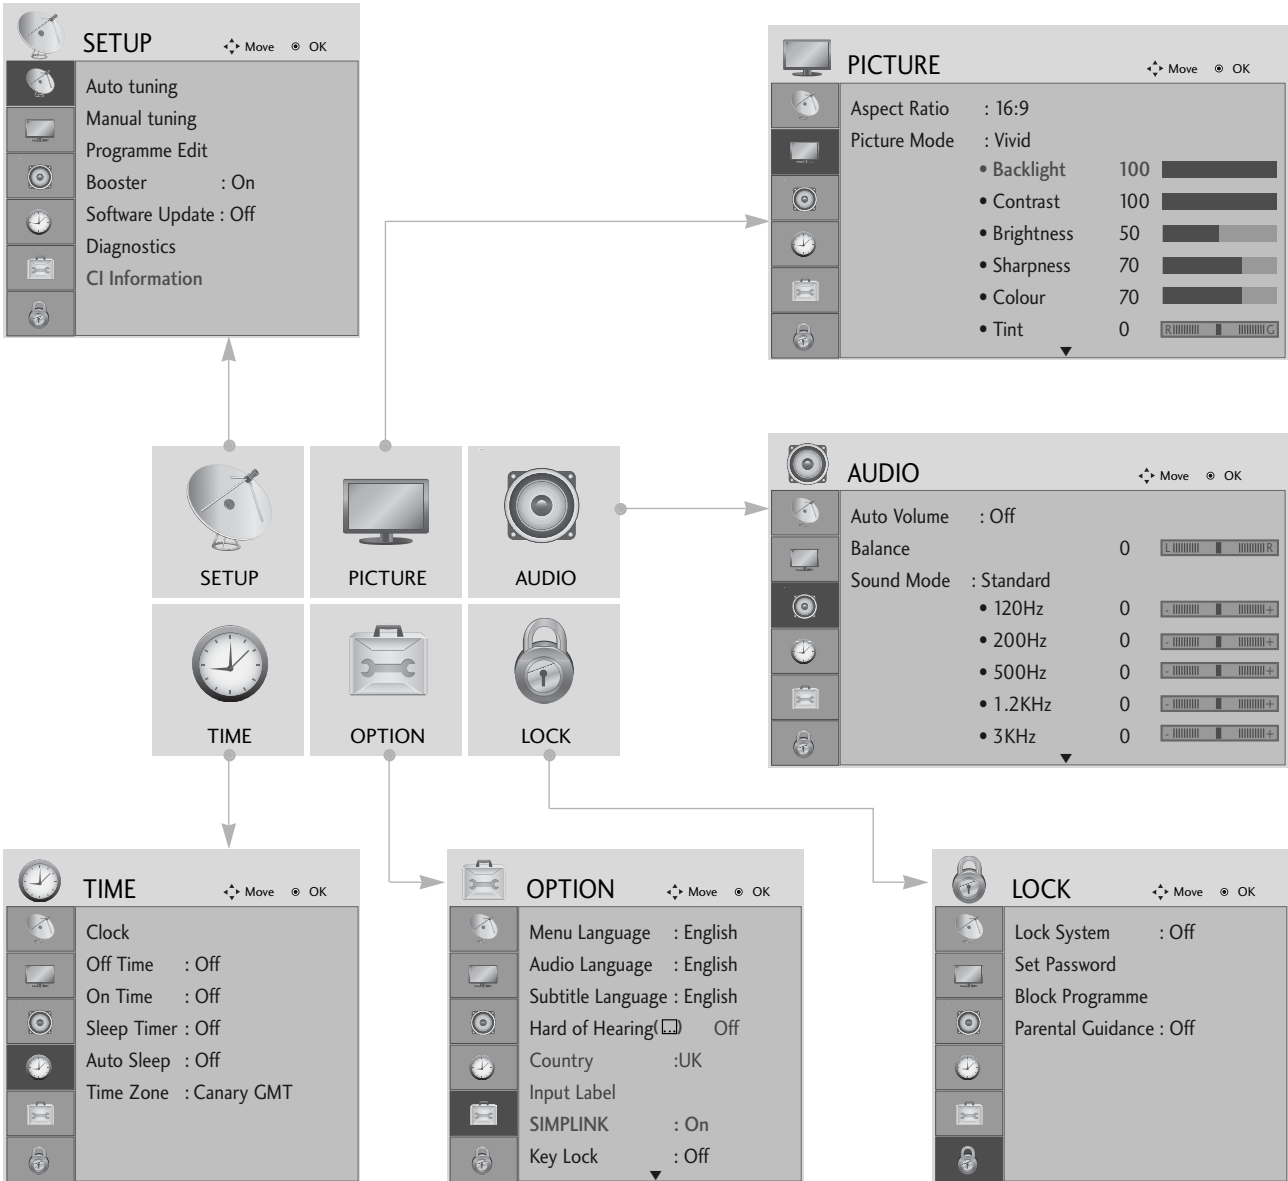 SETUP Move OK
Auto tuning
Manual tuning
Programme Edit
Booster : On
Software Update : Off
Diagnostics
CI Information
PICTURE Move OK
Aspect Ratio : 16:9
Picture Mode : Vivid
• Backlight 100
• Contrast 100
• Brightness 50
• Sharpness 70
• Colour 70
• Tint 0 R G
SETUP
PICTURE
AUDIO
TIME
OPTION
LOCK
AUDIO Move OK
Auto Volume : Off
Balance 0 L R
Sound Mode : Standard
• 120Hz 0 - +
• 200Hz 0 - +
• 500Hz 0 - +
• 1.2KHz 0 - +
• 3KHz 0 - +
TIME Move OK
Clock
Off Time : Off
On Time : Off
Sleep Timer : Off
Auto Sleep : Off
Time Zone : Canary GMT
OPTION Move OK
Menu Language : English
Audio Language : English
Subtitle Language : English
Hard of Hearing( ) Off
Country :UK
Input Label
SIMPLINK : On
Key Lock : Off
LOCK Move OK
Lock System : Off
Set Password
Block Programme
Parental Guidance : Off